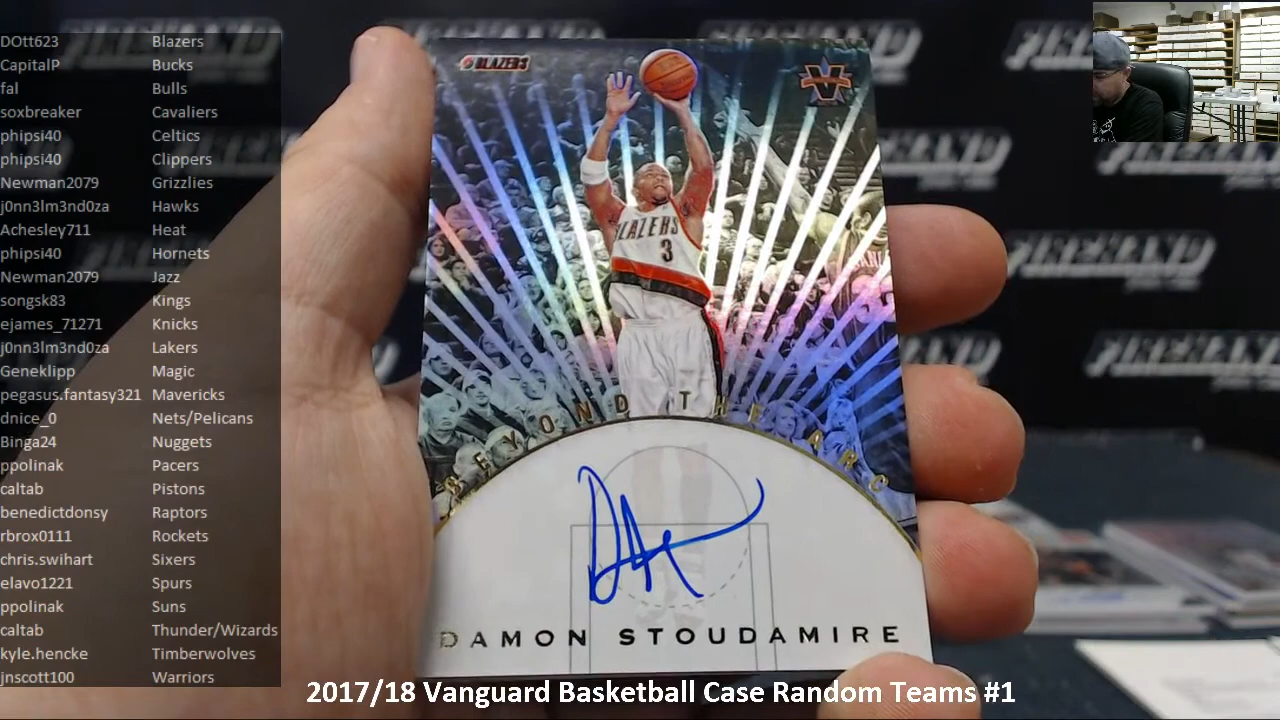 DOtt623 Blazers
CapitalP Bucks
fal Bulls
soxbreaker Cavaliers
phipsi40 Celtics
phipsi40 Clippers
Newman2079 Grizzlies
j0nn3lm3nd0za Hawks
Achesley711 Heat
phipsi40 Hornets
Newman2079 Jazz
songsk83 Kings
ejames_71271 Knicks
j0nn3lm3nd0za Lakers
Geneklipp Magic
pegasus.fantasy321 Mavericks
dnice_0 Nets/Pelicans
Binga24 Nuggets
ppolinak Pacers
caltab Pistons
benedictdonsy Raptors
rbrox0111 Rockets
chris.swihart Sixers
elavo1221 Spurs
ppolinak Suns
caltab Thunder/Wizards
kyle.hencke Timberwolves
jnscott100 Warriors
BLAZERS
V
BLAZERS
3
BEYOND THE ARC
DAMON STOUDAMIRE
2017/18 Vanguard Basketball Case Random Teams #1